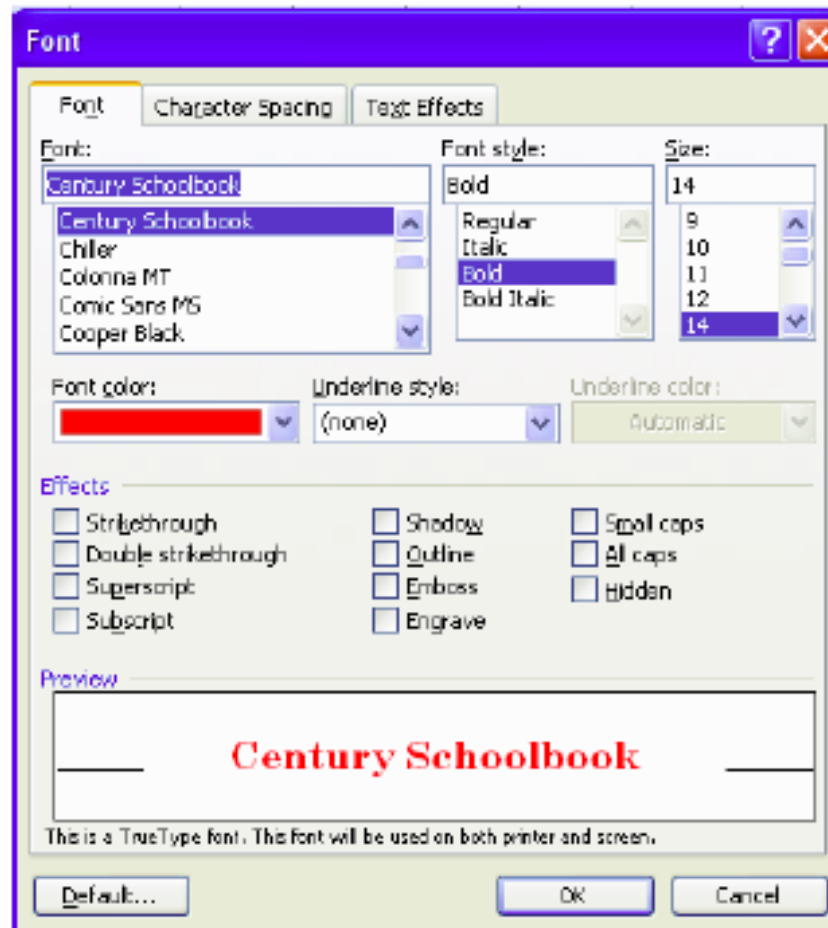 Font
Font Character Spacing Text Effects
Font: Font style: Size:
Century Schoolbook Bold 14
Century Schoolbook Regular 9
Chiller Italic 10
Colonna MT Bold 11
Comic Sans MS Bold Italic 12
Cooper Black 14
Font color: Underline style: Underline color:
(none) Automatic
Effects
Strikethrough Shadow Small caps
Double strikethrough Outline All caps
Superscript Emboss Hidden
Subscript Engrave
Preview
Century Schoolbook
This is a TrueType font. This font will be used on both printer and screen.
Default... OK Cancel